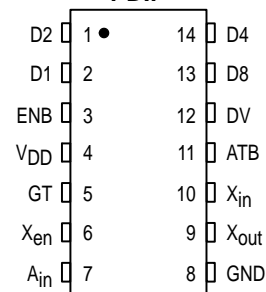 D2 1 14 D4
D1 2 13 D8
ENB 3 12 DV
VDD 4 11 ATB
GT 5 10 Xin
Xen 6 9 Xout
Ain 7 8 GND